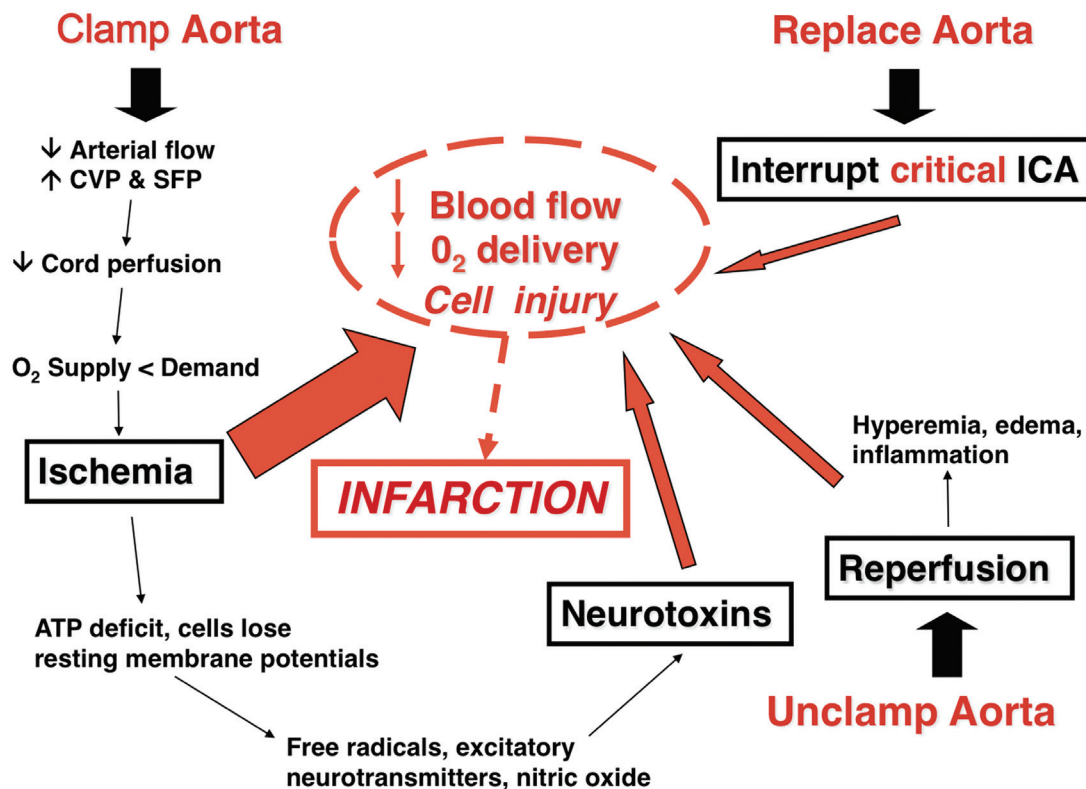 Clamp Aorta
↓ Arterial flow
↑ CVP & SFP
↓ Cord perfusion
O₂ Supply < Demand
Ischemia
ATP deficit, cells lose
resting membrane potentials
Free radicals, excitatory
neurotransmitters, nitric oxide
Neurotoxins
↓ Blood flow
↓ 0₂ delivery
Cell injury
INFARCTION
Replace Aorta
Interrupt critical ICA
Hyperemia, edema,
inflammation
Reperfusion
Unclamp Aorta